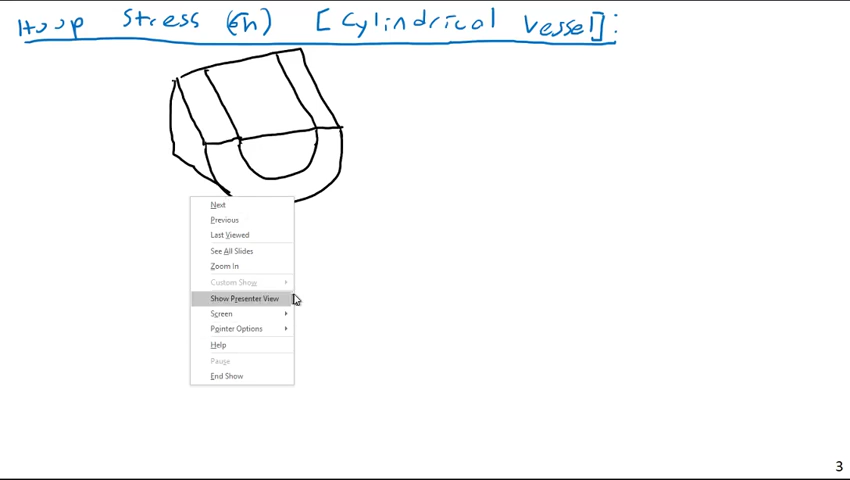 Hoop Stress (σh) [Cylindrical Vessel]:
Next
Previous
Last Viewed
See All Slides
Zoom In
Custom Show
Show Presenter View
Screen
Pointer Options
Help
Pause
End Show
3